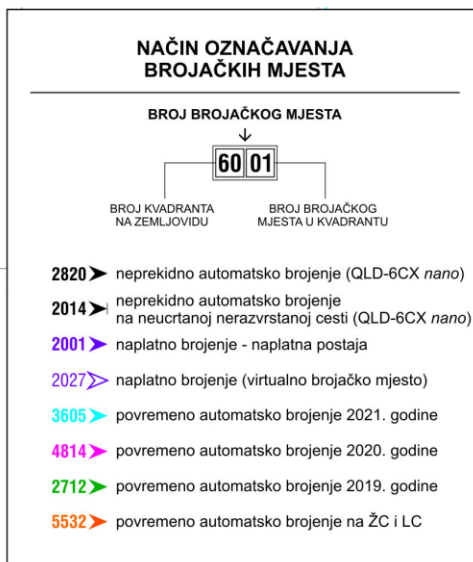 NAČIN OZNAČAVANJA
BROJAČKIH MJESTA
BROJ BROJAČKOG MJESTA
60 01
BROJ KVADRANTA
NA ZEMLJOVIDU
BROJ BROJAČKOG
MJESTA U KVADRANTU
2820 neprekidno automatsko brojenje (QLD-6CX nano)
2014 neprekidno automatsko brojenje
na neucrtanoj nerazvrstanoj cesti (QLD-6CX nano)
2001 naplatno brojenje - naplatna postaja
2027 naplatno brojenje (virtualno brojačko mjesto)
3605 povremeno automatsko brojenje 2021. godine
4814 povremeno automatsko brojenje 2020. godine
2712 povremeno automatsko brojenje 2019. godine
5532 povremeno automatsko brojenje na ŽC i LC